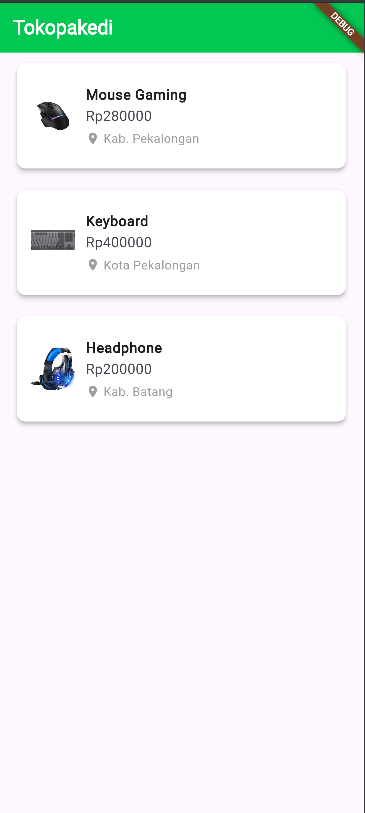 Tokopakedi
DEBUG
Mouse Gaming
Rp280000
Kab. Pekalongan
Keyboard
Rp400000
Kota Pekalongan
Headphone
Rp200000
Kab. Batang